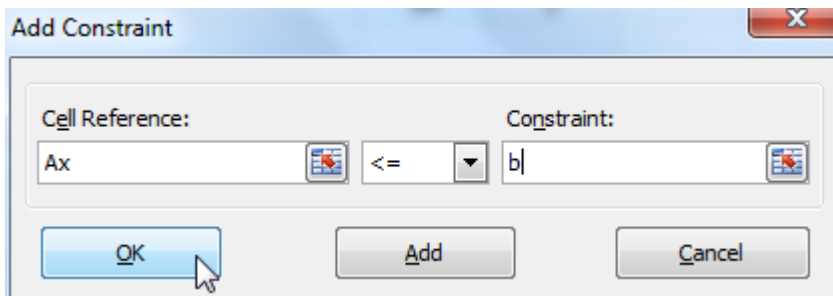 Add Constraint
X
Cell Reference: Constraint:
Ax <= b
OK Add Cancel